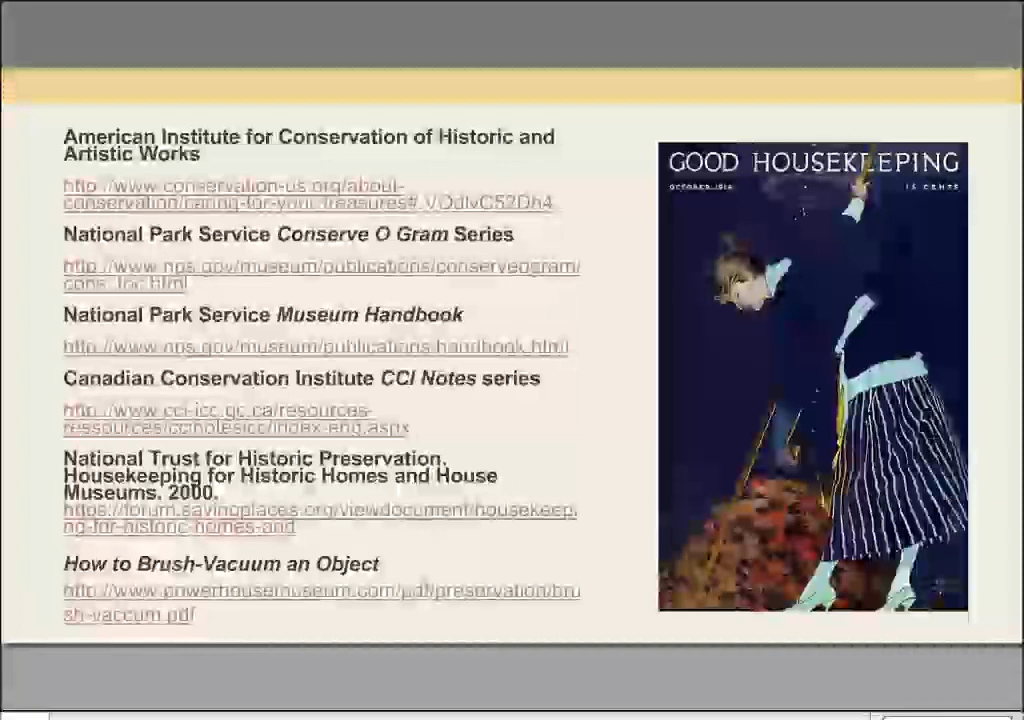 American Institute for Conservation of Historic and
Artistic Works
http://www.conservation-us.org/about-
conservation/caring-for-your-treasures#.VOdlvC52Dh4
National Park Service Conserve O Gram Series
http://www.nps.gov/museum/publications/conserveogram/
cons_toc.html
National Park Service Museum Handbook
http://www.nps.gov/museum/publications/handbook.html
Canadian Conservation Institute CCI Notes series
http://www.cci-icc.gc.ca/resources-
ressources/ccinotesicc/index-eng.aspx
National Trust for Historic Preservation.
Housekeeping for Historic Homes and House
Museums. 2000.
https://forum.savingplaces.org/viewdocument/housekeepi
ng-for-historic-homes-and
How to Brush-Vacuum an Object
http://www.powerhousemuseum.com/pdf/preservation/bru
sh-vaccum.pdf
GOOD HOUSEKEEPING
OCTOBER 15 CENTS